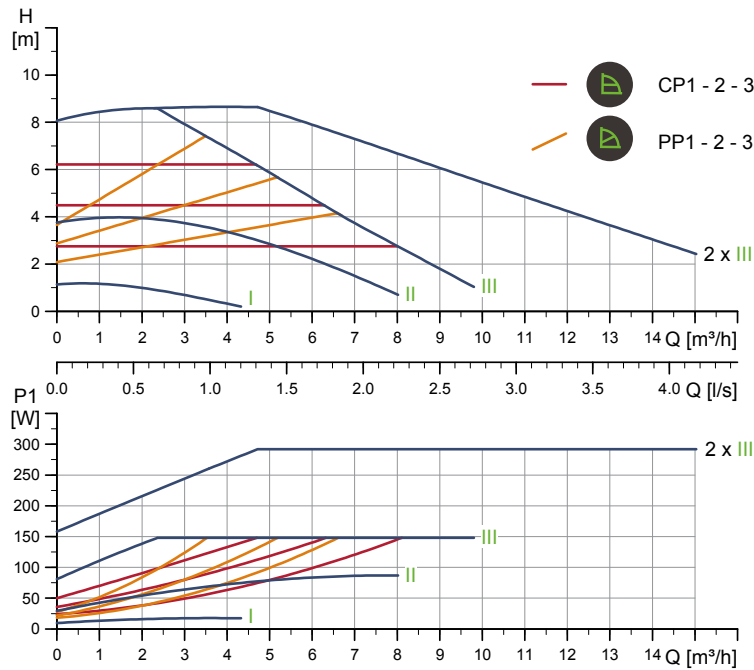 H
[m]
10
8
6
4
2
0
CP1 - 2 - 3
PP1 - 2 - 3
2 x III
I
II
III
0 1 2 3 4 5 6 7 8 9 10 11 12 13 14 Q [m³/h]
0.0 0.5 1.0 1.5 2.0 2.5 3.0 3.5 4.0 Q [l/s]
P1
[W]
300
250
200
150
100
50
0
2 x III
III
II
I
0 1 2 3 4 5 6 7 8 9 10 11 12 13 14 Q [m³/h]